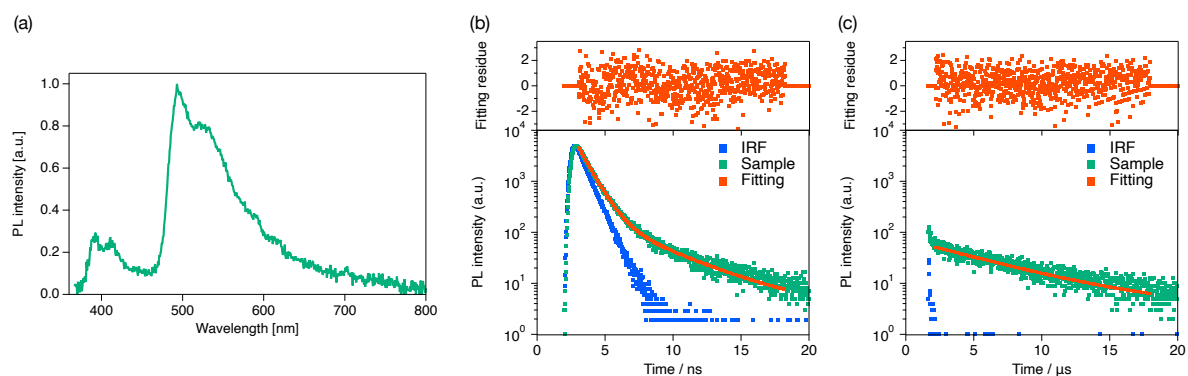 (a)
PL intensity [a.u.]
1.0
0.8
0.6
0.4
0.2
0.0
400
500
600
700
800
Wavelength [nm]
(b)
Fitting residue
2
0
-2
PL intensity (a.u.)
10^4
10^3
10^2
10^1
10^0
IRF
Sample
Fitting
0
5
10
15
20
Time / ns
(c)
Fitting residue
2
0
-2
PL intensity (a.u.)
10^4
10^3
10^2
10^1
10^0
IRF
Sample
Fitting
0
5
10
15
20
Time / µs